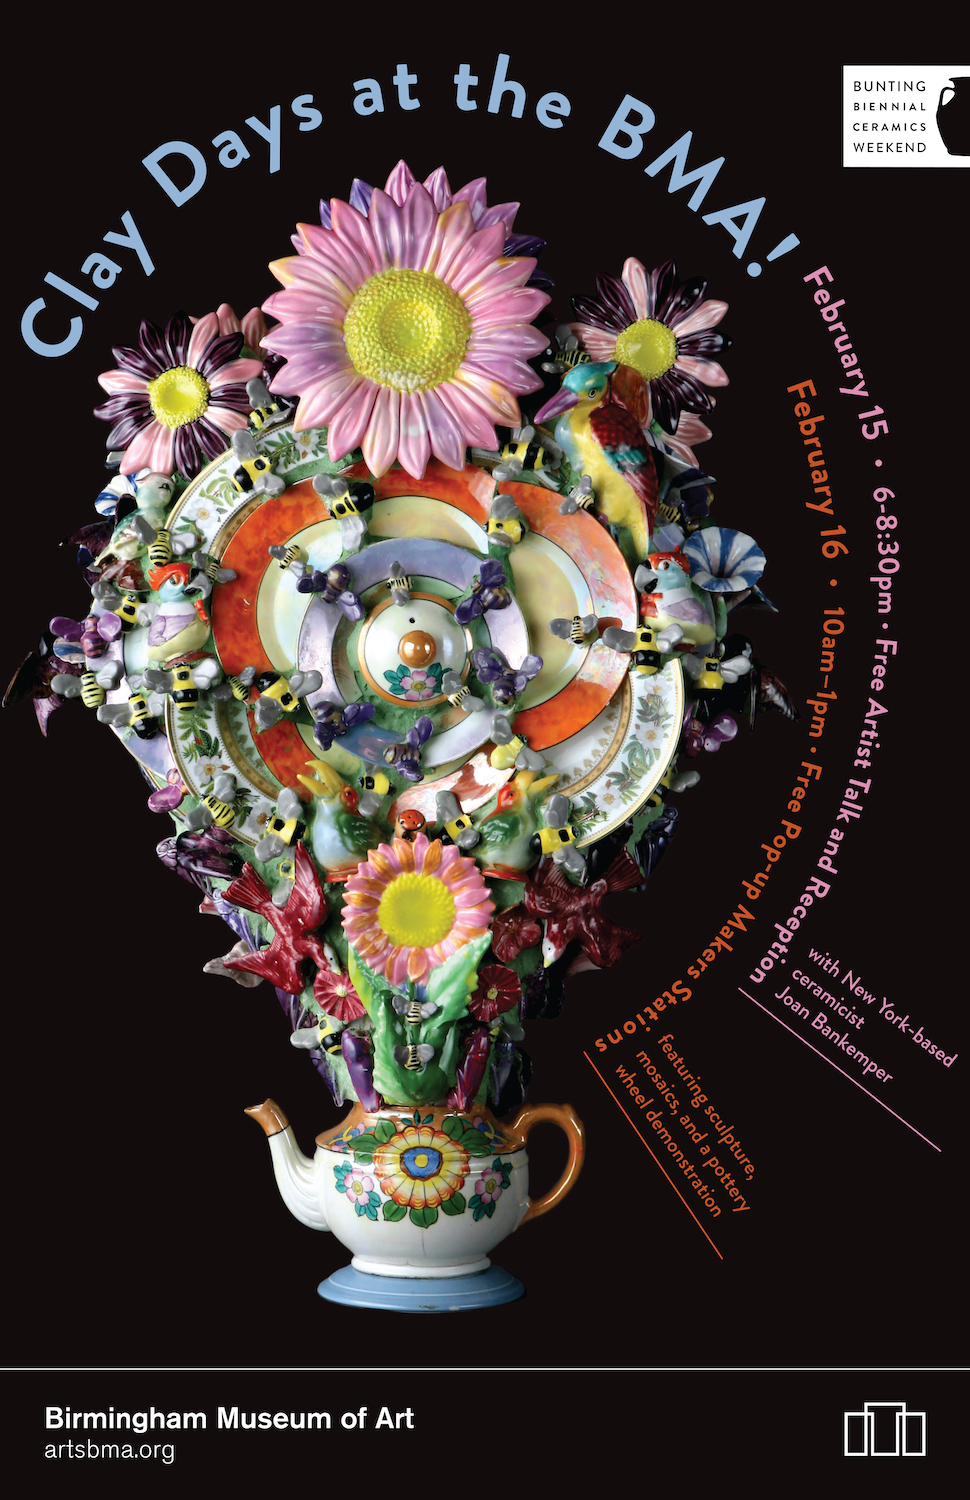 Clay Days at the BMA!
BUNTING
BIENNIAL
CERAMICS
WEEKEND
February 15 • 6-8:30pm • Free Artist Talk and Reception
with New York-based
ceramicist
Joan Bankemper
February 16 • 10am–1pm • Free Pop-up Makers Stations
featuring sculpture,
mosaics, and a pottery
wheel demonstration
Birmingham Museum of Art
artsbma.org